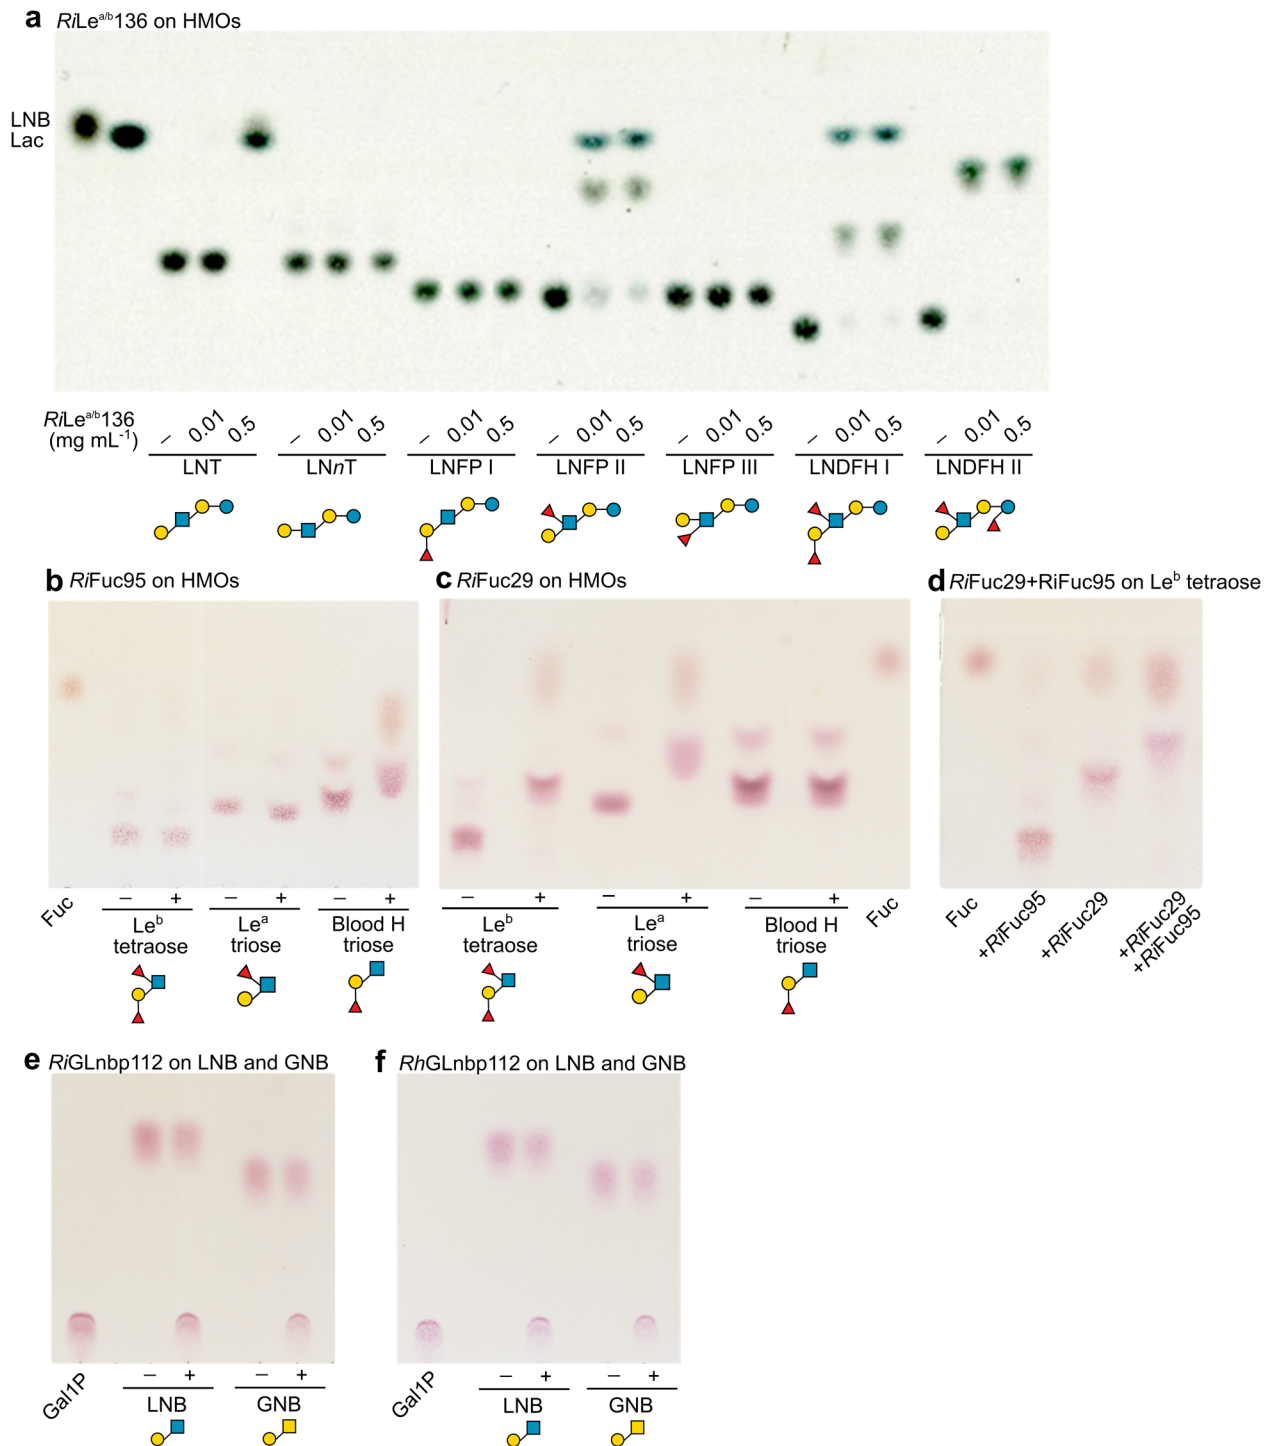 a RiLea/b136 on HMOs
LNB
Lac
RiLea/b136
(mg mL-1)
– 0.01 0.5 – 0.01 0.5 – 0.01 0.5 – 0.01 0.5 – 0.01 0.5 – 0.01 0.5 – 0.01 0.5
LNT LNnT LNFP I LNFP II LNFP III LNDFH I LNDFH II
b RiFuc95 on HMOs
Fuc
– + – + – +
Leb
tetraose
Lea
triose
Blood H
triose
c RiFuc29 on HMOs
– + – + – +
Leb
tetraose
Lea
triose
Blood H
triose
Fuc
d RiFuc29+RiFuc95 on Leb tetraose
Fuc
+RiFuc95
+RiFuc29
+RiFuc29
+RiFuc95
e RiGLnbp112 on LNB and GNB
Gal1P
– + – +
LNB GNB
f RhGLnbp112 on LNB and GNB
Gal1P
– + – +
LNB GNB